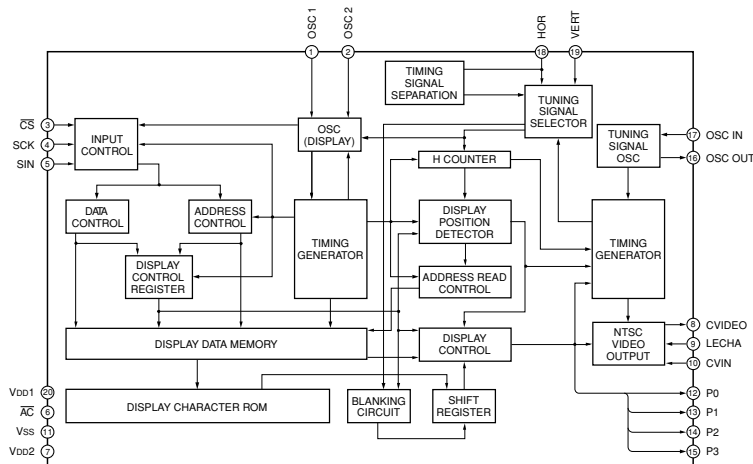 OSC 1
OSC 2
HOR
VERT
1
2
18
19
TIMING
SIGNAL
SEPARATION
TUNING
SIGNAL
SELECTOR
CS
3
SCK
4
SIN
5
INPUT
CONTROL
OSC
(DISPLAY)
TUNING
SIGNAL
OSC
17
OSC IN
16
OSC OUT
H COUNTER
DATA
CONTROL
ADDRESS
CONTROL
TIMING
GENERATOR
DISPLAY
POSITION
DETECTOR
TIMING
GENERATOR
DISPLAY
CONTROL
REGISTER
ADDRESS READ
CONTROL
DISPLAY DATA MEMORY
DISPLAY
CONTROL
NTSC
VIDEO
OUTPUT
8
CVIDEO
9
LECHA
10
CVIN
VDD1
20
AC
6
VSS
11
VDD2
7
DISPLAY CHARACTER ROM
BLANKING
CIRCUIT
SHIFT
REGISTER
12
P0
13
P1
14
P2
15
P3